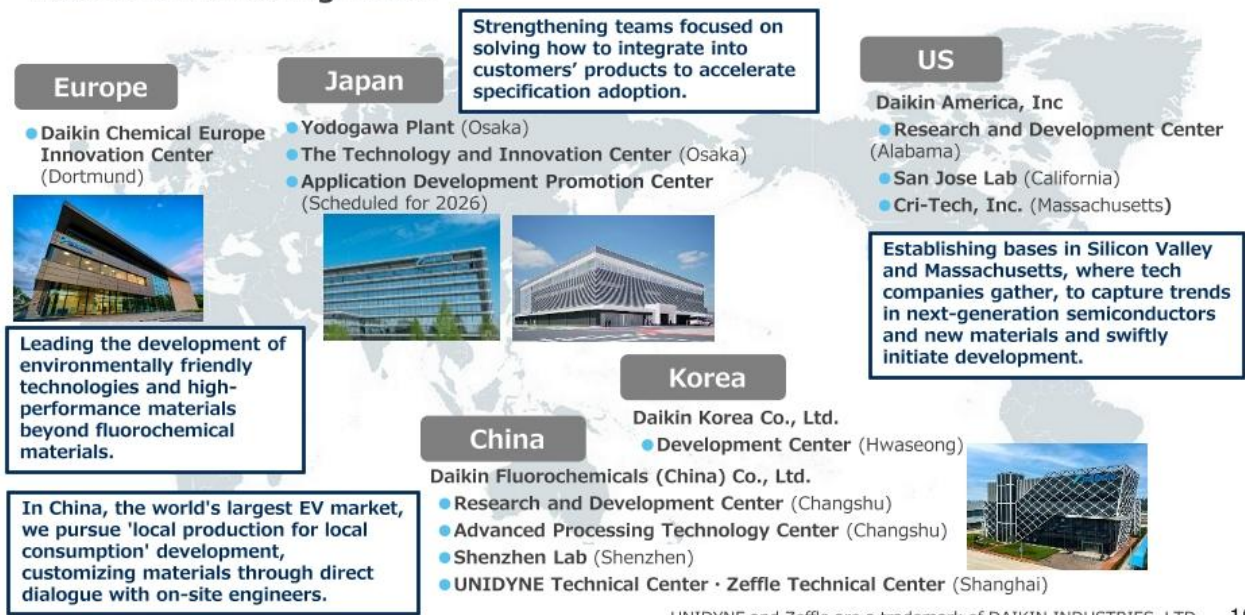 Strengthening teams focused on
solving how to integrate into
customers' products to accelerate
specification adoption.
Europe
Daikin Chemical Europe
Innovation Center
(Dortmund)
Leading the development of
environmentally friendly
technologies and high-
performance materials
beyond fluorochemical
materials.
Japan
Yodogawa Plant (Osaka)
The Technology and Innovation Center (Osaka)
Application Development Promotion Center
(Scheduled for 2026)
US
Daikin America, Inc
Research and Development Center
(Alabama)
San Jose Lab (California)
Cri-Tech, Inc. (Massachusetts)
Establishing bases in Silicon Valley
and Massachusetts, where tech
companies gather, to capture trends
in next-generation semiconductors
and new materials and swiftly
initiate development.
Korea
Daikin Korea Co., Ltd.
Development Center (Hwaseong)
China
Daikin Fluorochemicals (China) Co., Ltd.
Research and Development Center (Changshu)
Advanced Processing Technology Center (Changshu)
Shenzhen Lab (Shenzhen)
UNIDYNE Technical Center · Zeffle Technical Center (Shanghai)
In China, the world's largest EV market,
we pursue 'local production for local
consumption' development,
customizing materials through direct
dialogue with on-site engineers.
UNIDYNE and Zeffle are a trademark of DAIKIN INDUSTRIES, LTD